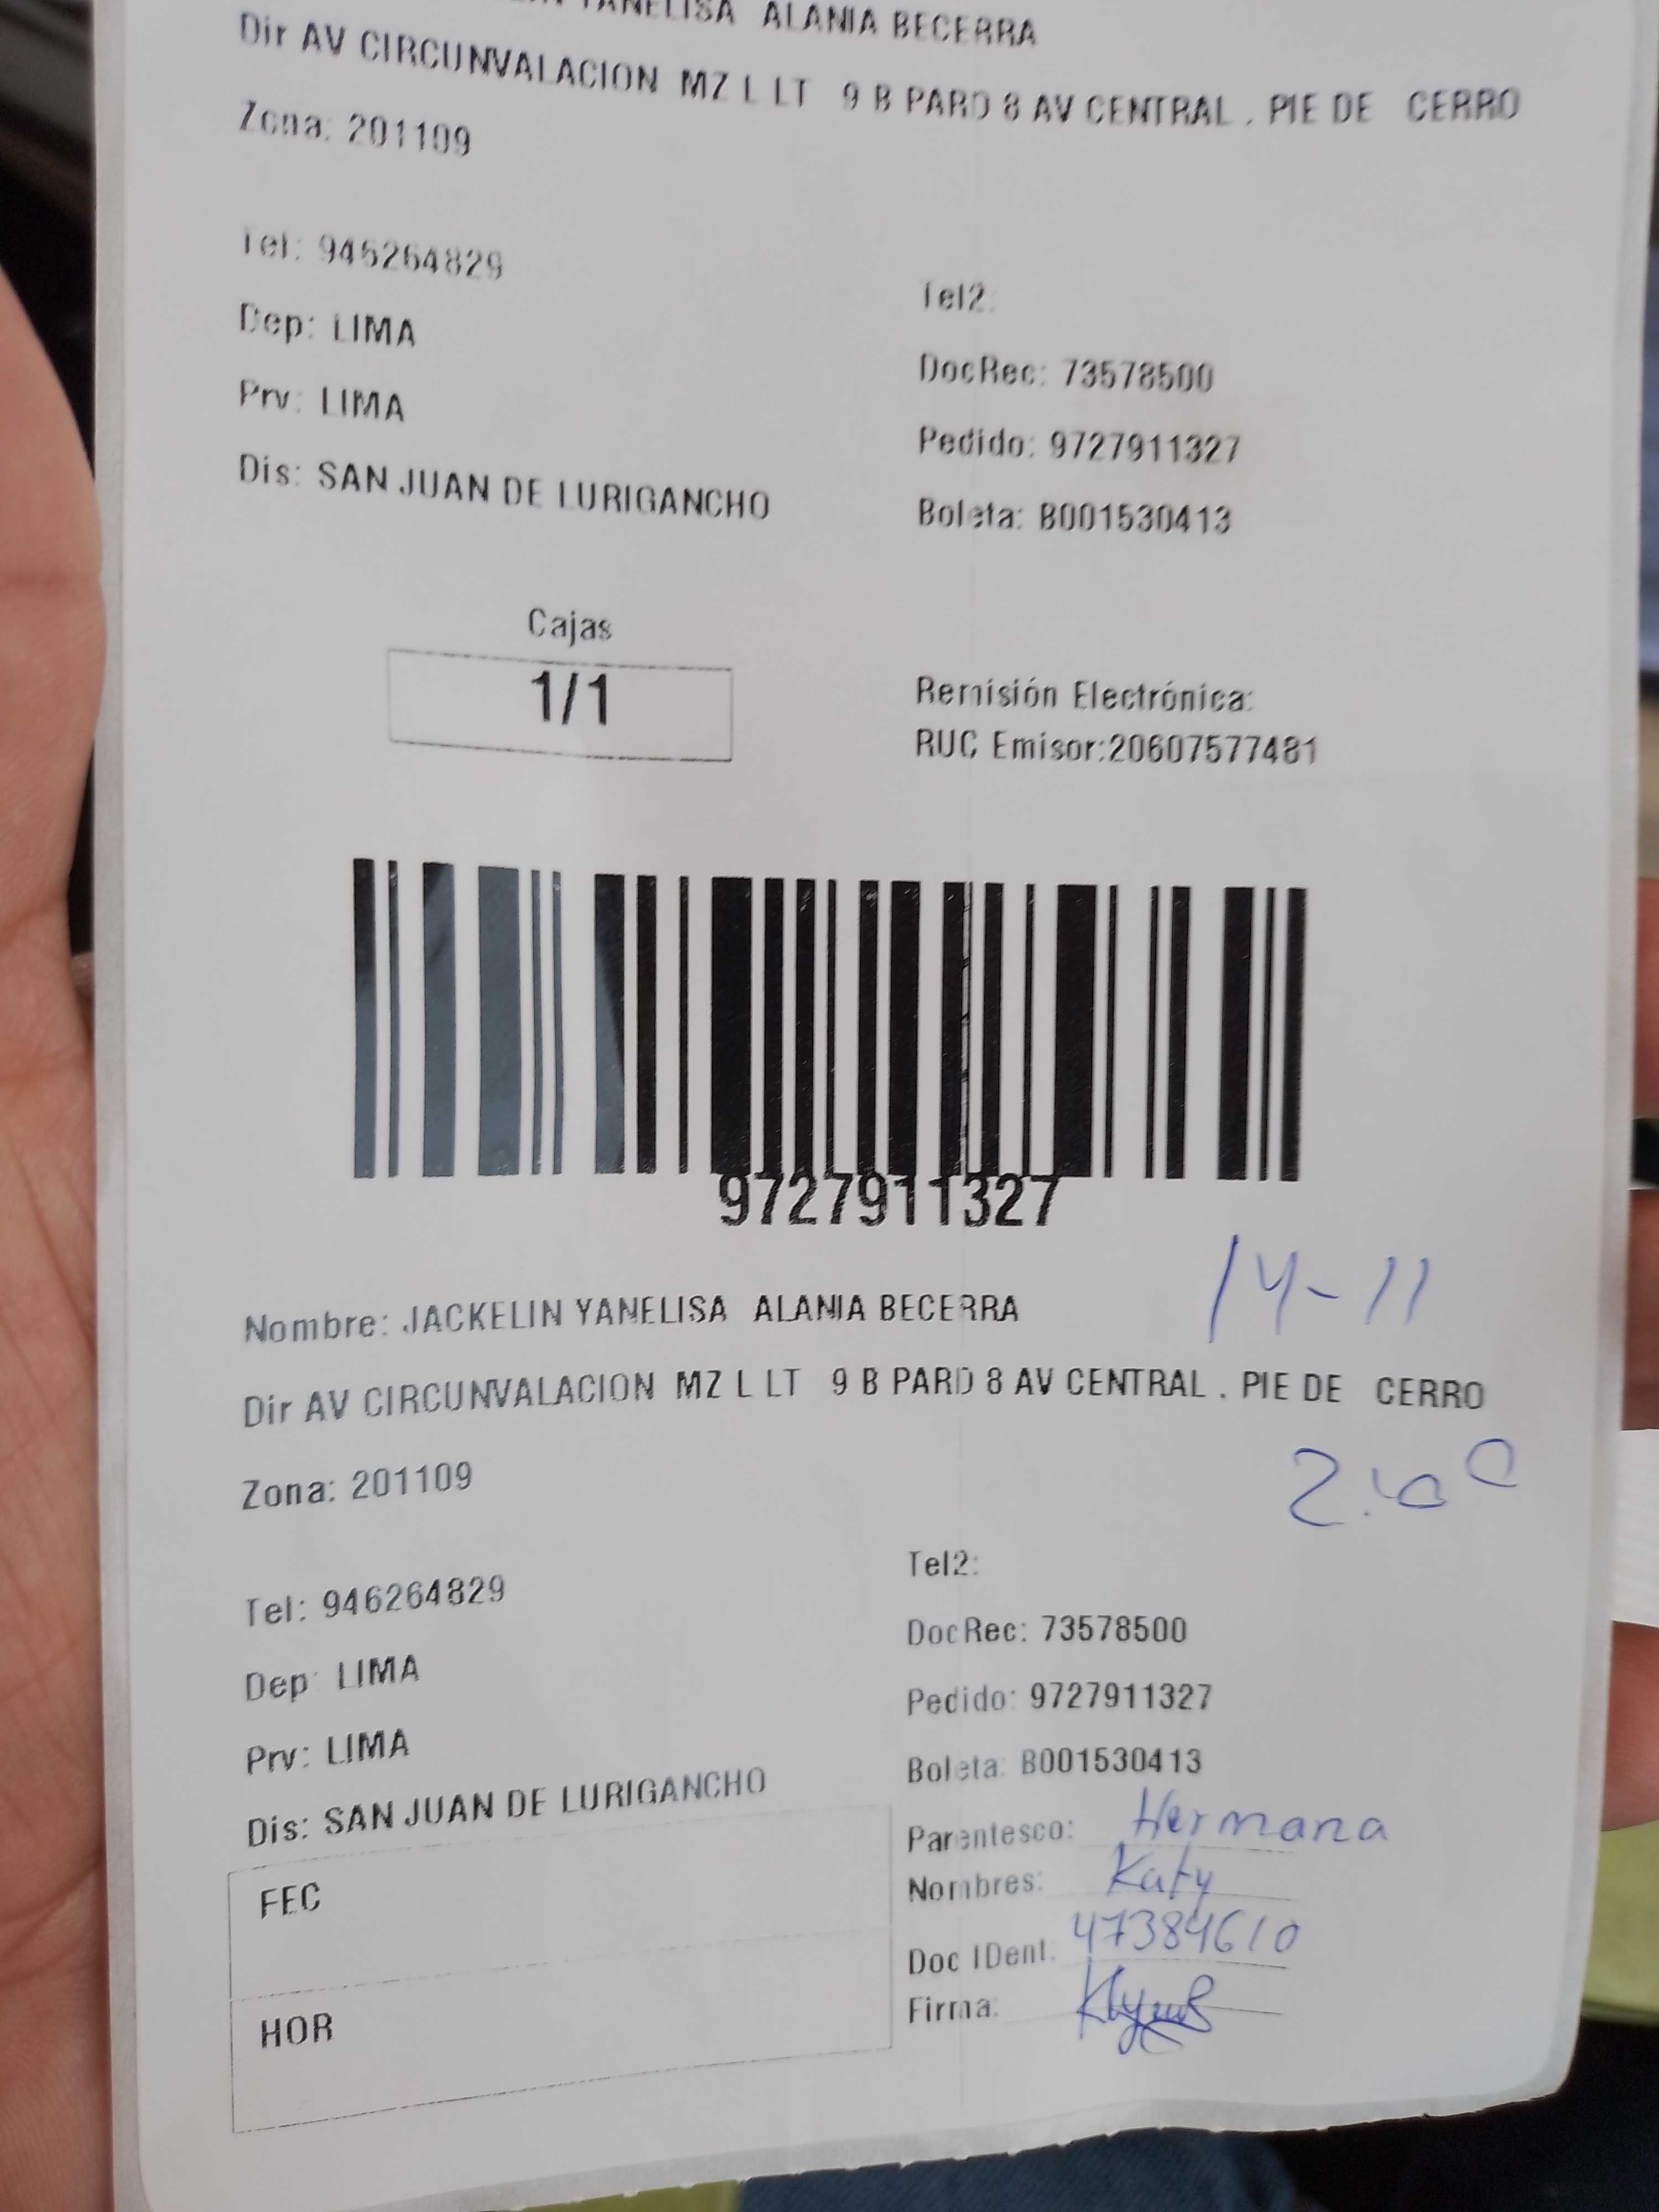 YANELISA ALANIA BECERRA
Dir AV CIRCUNVALACION MZ L LT 9 B PARD 8 AV CENTRAL . PIE DE CERRO
Zona: 201109
Tel: 946264829
Tel2:
Dep: LIMA
DocRec: 73578500
Prv: LIMA
Pedido: 9727911327
Dis: SAN JUAN DE LURIGANCHO
Boleta: B001530413
Cajas
1/1
Remisión Electrónica:
RUC Emisor:20607577481
9727911327
14-11
Nombre: JACKELIN YANELISA ALANIA BECERRA
Dir AV CIRCUNVALACION MZ L LT 9 B PARD 8 AV CENTRAL . PIE DE CERRO
Zona: 201109
Tel: 946264829
Tel2:
Dep: LIMA
DocRec: 73578500
Prv: LIMA
Pedido: 9727911327
Dis: SAN JUAN DE LURIGANCHO
Boleta: B001530413
Parentesco: Hermana
Nombres: Katy
Doc IDent: 47384610
Firma:
FEC
HOR